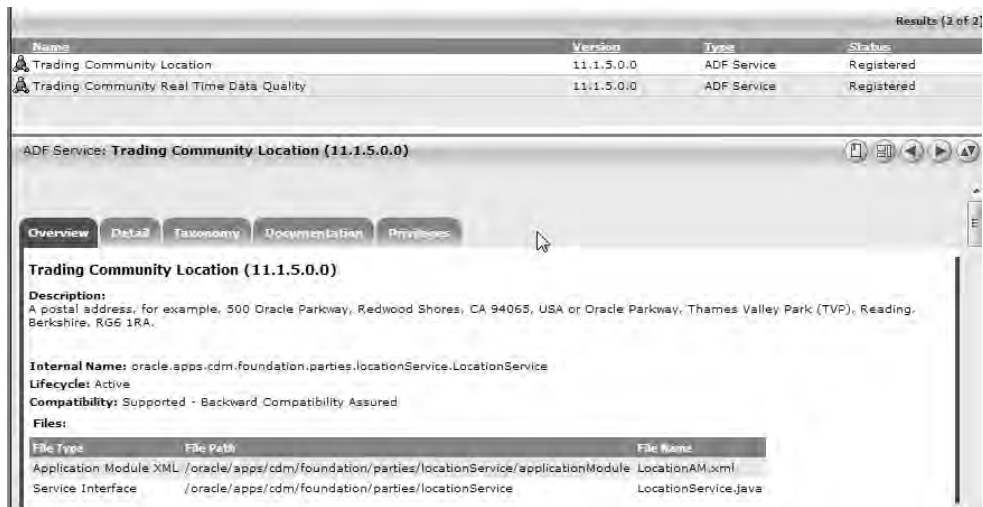 Results (2 of 2)
Name Version Type Status
Trading Community Location 11.1.5.0.0 ADF Service Registered
Trading Community Real Time Data Quality 11.1.5.0.0 ADF Service Registered
ADF Service: Trading Community Location (11.1.5.0.0)
Overview Detail Taxonomy Documentation Privileges
Trading Community Location (11.1.5.0.0)
Description:
A postal address, for example, 500 Oracle Parkway, Redwood Shores, CA 94065, USA or Oracle Parkway, Thames Valley Park (TVP), Reading,
Berkshire, RG6 1RA.
Internal Name: oracle.apps.cdm.foundation.parties.locationService.LocationService
Lifecycle: Active
Compatibility: Supported - Backward Compatibility Assured
Files:
File Type File Path File Name
Application Module XML /oracle/apps/cdm/foundation/parties/locationService/applicationModule LocationAM.xml
Service Interface /oracle/apps/cdm/foundation/parties/locationService LocationService.java